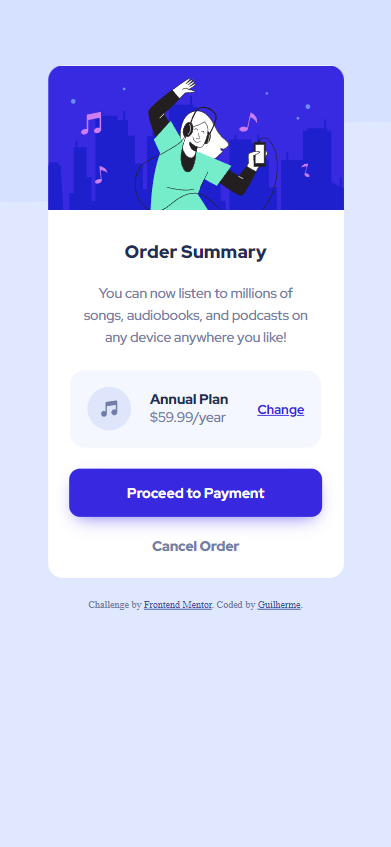 Order Summary
You can now listen to millions of
songs, audiobooks, and podcasts on
any device anywhere you like!
Annual Plan
$59.99/year
Change
Proceed to Payment
Cancel Order
Challenge by Frontend Mentor. Coded by Guilherme.